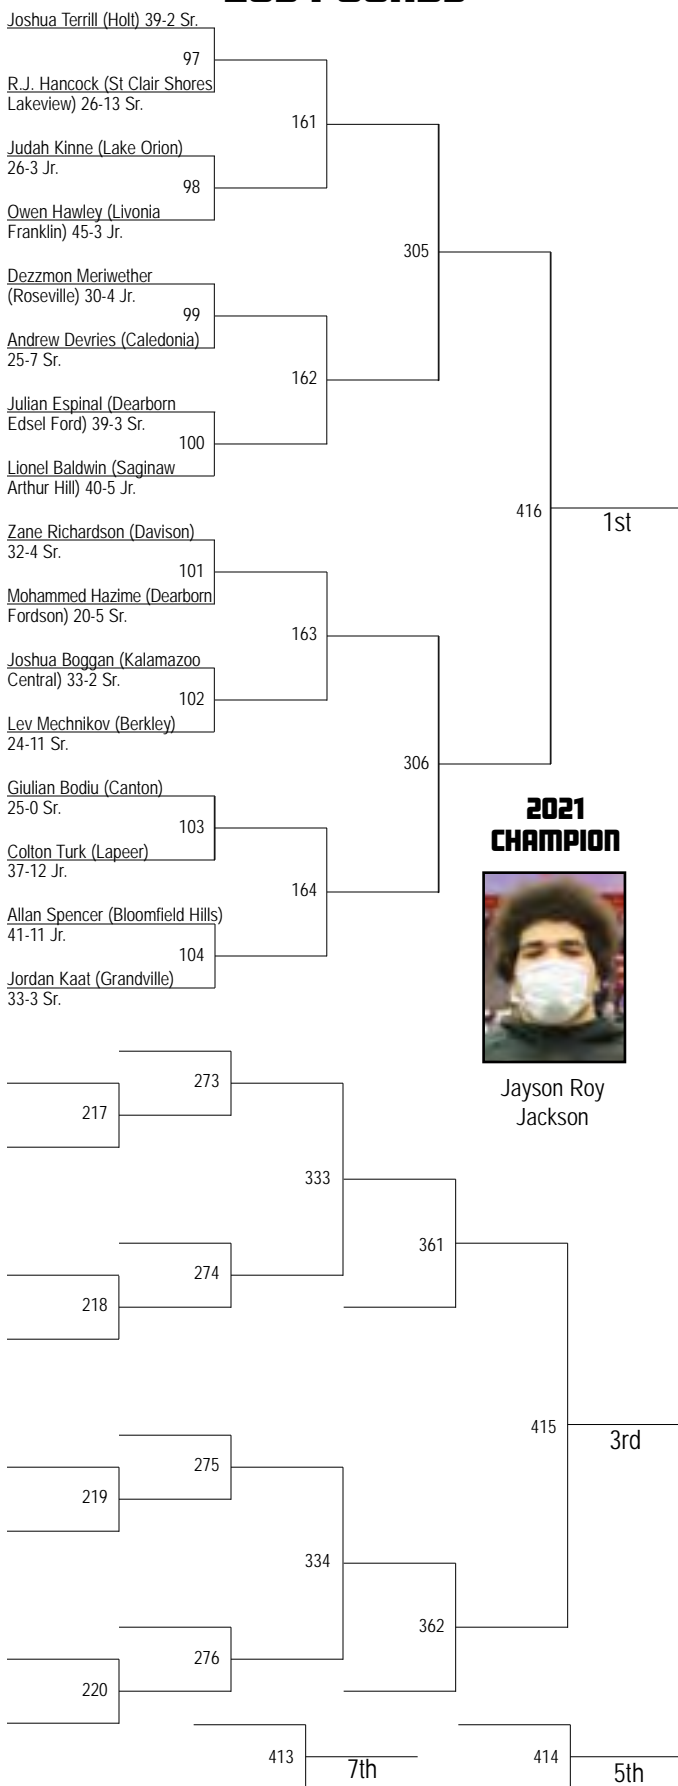 Joshua Terrill (Holt) 39-2 Sr.
97
R.J. Hancock (St Clair Shores
Lakeview) 26-13 Sr.
161
Judah Kinne (Lake Orion)
26-3 Jr.
98
Owen Hawley (Livonia
Franklin) 45-3 Jr.
305
Dezzmon Meriwether
(Roseville) 30-4 Jr.
99
Andrew Devries (Caledonia)
25-7 Sr.
162
Julian Espinal (Dearborn
Edsel Ford) 39-3 Sr.
100
Lionel Baldwin (Saginaw
Arthur Hill) 40-5 Jr.
416
1st
Zane Richardson (Davison)
32-4 Sr.
101
Mohammed Hazime (Dearborn
Fordson) 20-5 Sr.
163
Joshua Boggan (Kalamazoo
Central) 33-2 Sr.
102
Lev Mechnikov (Berkley)
24-11 Sr.
306
Giulian Bodiu (Canton)
25-0 Sr.
103
Colton Turk (Lapeer)
37-12 Jr.
164
Allan Spencer (Bloomfield Hills)
41-11 Jr.
104
Jordan Kaat (Grandville)
33-3 Sr.
2021
CHAMPION
Jayson Roy
Jackson
273
217
333
361
274
218
415
3rd
275
219
334
362
276
220
413
7th
414
5th